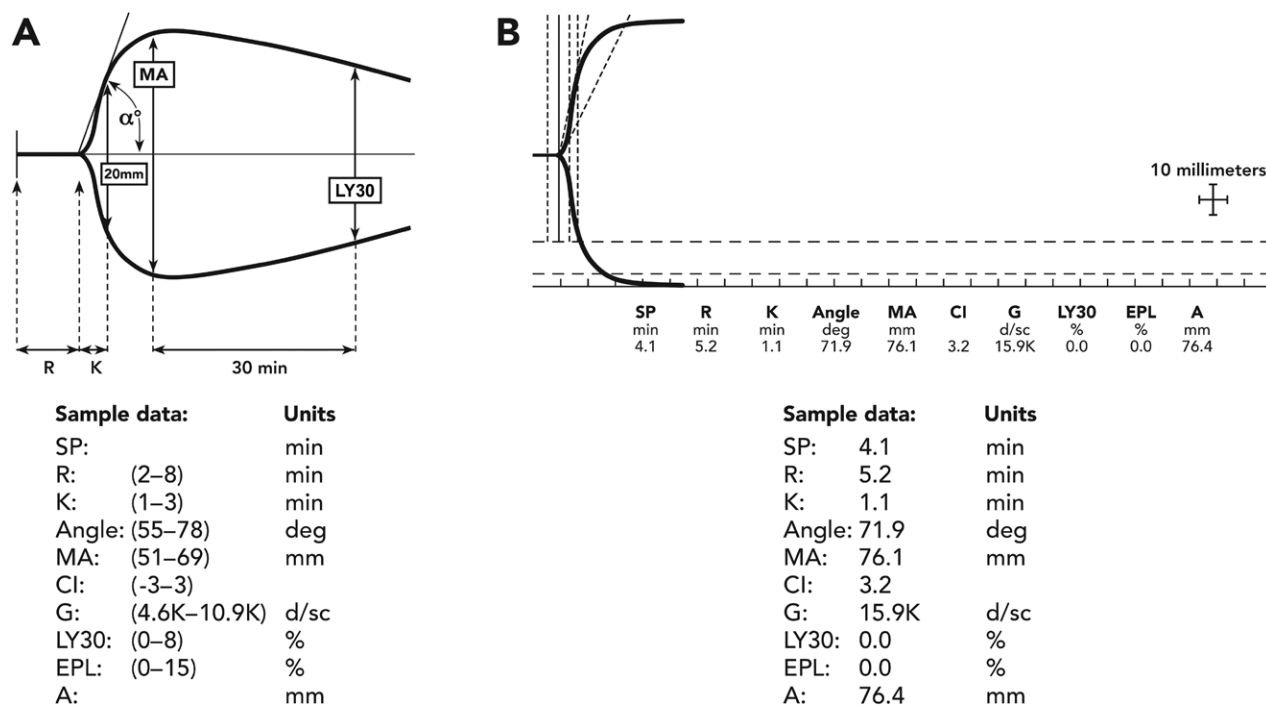 A
MA
α°
20mm
LY30
R K 30 min
Sample data: Units
SP: min
R: (2–8) min
K: (1–3) min
Angle: (55–78) deg
MA: (51–69) mm
CI: (-3–3)
G: (4.6K–10.9K) d/sc
LY30: (0–8) %
EPL: (0–15) %
A: mm
B
10 millimeters
SP R K Angle MA CI G LY30 EPL A
min min min deg mm d/sc % % mm
4.1 5.2 1.1 71.9 76.1 3.2 15.9K 0.0 0.0 76.4
Sample data: Units
SP: 4.1 min
R: 5.2 min
K: 1.1 min
Angle: 71.9 deg
MA: 76.1 mm
CI: 3.2
G: 15.9K d/sc
LY30: 0.0 %
EPL: 0.0 %
A: 76.4 mm